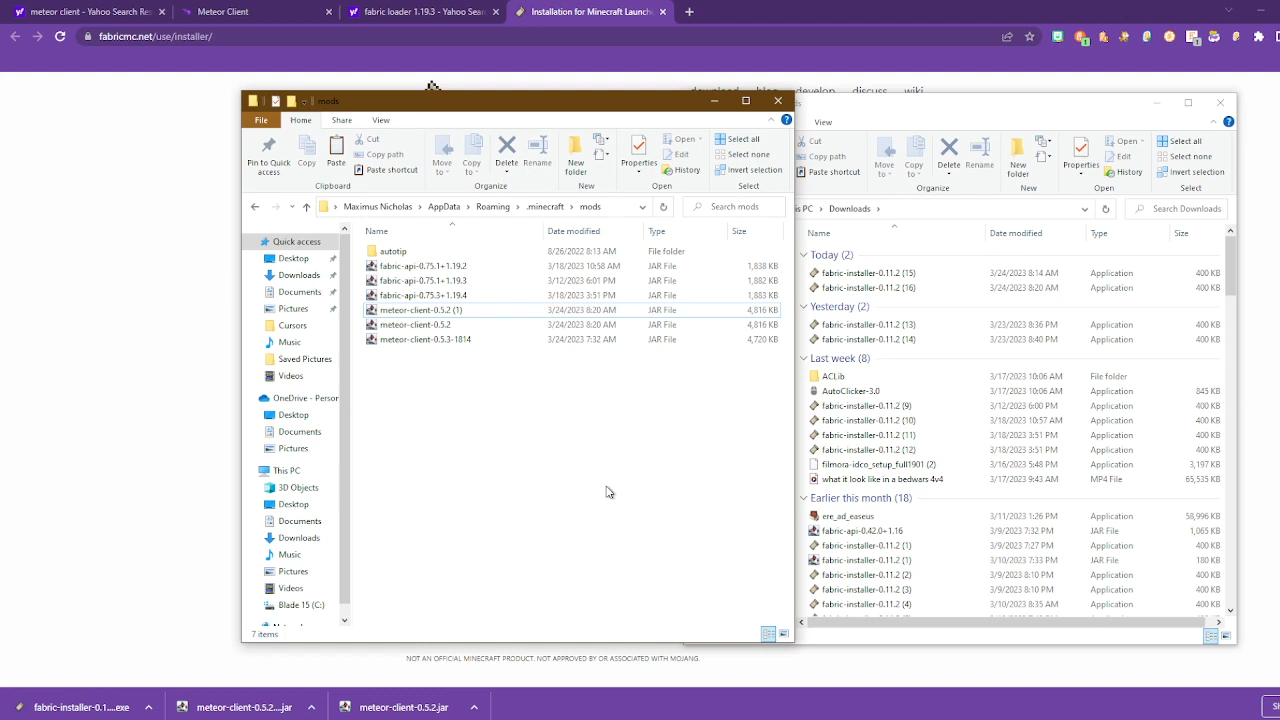 meteor client - Yahoo Search Res
Meteor Client
fabric loader 1.19.3 - Yahoo Sear
Installation for Minecraft Launch
fabricmc.net/use/installer/
download blog develop discuss wiki
mods
File Home Share View
Pin to Quick access
Copy
Paste
Cut
Copy path
Paste shortcut
Move to
Copy to
Delete
Rename
New folder
Properties
Open
Edit
History
Select all
Select none
Invert selection
Clipboard Organize New Open Select
Maximus Nicholas > AppData > Roaming > .minecraft > mods
Search mods
Name Date modified Type Size
autotip 8/26/2022 8:13 AM File folder
fabric-api-0.75.1+1.19.2 3/18/2023 10:58 AM JAR File 1,838 KB
fabric-api-0.75.1+1.19.3 3/12/2023 6:01 PM JAR File 1,882 KB
fabric-api-0.75.3+1.19.4 3/18/2023 3:51 PM JAR File 1,883 KB
meteor-client-0.5.2 (1) 3/24/2023 8:20 AM JAR File 4,816 KB
meteor-client-0.5.2 3/24/2023 8:20 AM JAR File 4,816 KB
meteor-client-0.5.3-1814 3/24/2023 7:32 AM JAR File 4,720 KB
Quick access
Desktop
Downloads
Documents
Pictures
Cursors
Music
Saved Pictures
Videos
OneDrive - Person
Desktop
Documents
Pictures
This PC
3D Objects
Desktop
Documents
Downloads
Music
Pictures
Videos
Blade 15 (C:)
7 items
View
Cut
Copy path
Paste shortcut
Move to
Copy to
Delete
Rename
New folder
Properties
Open
Edit
History
Select all
Select none
Invert selection
Organize New Open Select
is PC > Downloads >
Search Downloads
Name Date modified Type Size
Today (2)
fabric-installer-0.11.2 (15) 3/24/2023 8:14 AM Application 400 KB
fabric-installer-0.11.2 (16) 3/24/2023 8:20 AM Application 400 KB
Yesterday (2)
fabric-installer-0.11.2 (13) 3/23/2023 8:36 PM Application 400 KB
fabric-installer-0.11.2 (14) 3/23/2023 8:40 PM Application 400 KB
Last week (8)
ACLib 3/17/2023 10:06 AM File folder
AutoClicker-3.0 3/17/2023 10:06 AM Application 845 KB
fabric-installer-0.11.2 (9) 3/12/2023 6:00 PM Application 400 KB
fabric-installer-0.11.2 (10) 3/18/2023 10:57 AM Application 400 KB
fabric-installer-0.11.2 (11) 3/18/2023 3:51 PM Application 400 KB
fabric-installer-0.11.2 (12) 3/18/2023 3:51 PM Application 400 KB
filmora-idco_setup_full1901 (2) 3/16/2023 5:48 PM Application 3,197 KB
what it look like in a bedwars 4v4 3/17/2023 9:43 AM MP4 File 65,535 KB
Earlier this month (18)
ere_ad_easeus 3/11/2023 1:26 PM Application 58,996 KB
fabric-api-0.42.0+1.16 3/9/2023 7:32 PM JAR File 1,065 KB
fabric-installer-0.11.2 (1) 3/9/2023 7:27 PM Application 400 KB
fabric-installer-0.11.2 (1) 3/10/2023 7:33 PM JAR File 180 KB
fabric-installer-0.11.2 (2) 3/9/2023 8:10 PM Application 400 KB
fabric-installer-0.11.2 (3) 3/9/2023 8:10 PM Application 400 KB
fabric-installer-0.11.2 (4) 3/10/2023 8:35 AM Application 400 KB
NOT AN OFFICIAL MINECRAFT PRODUCT. NOT APPROVED BY OR ASSOCIATED WITH MOJANG.
fabric-installer-0.1....exe
meteor-client-0.5.2....jar
meteor-client-0.5.2.jar